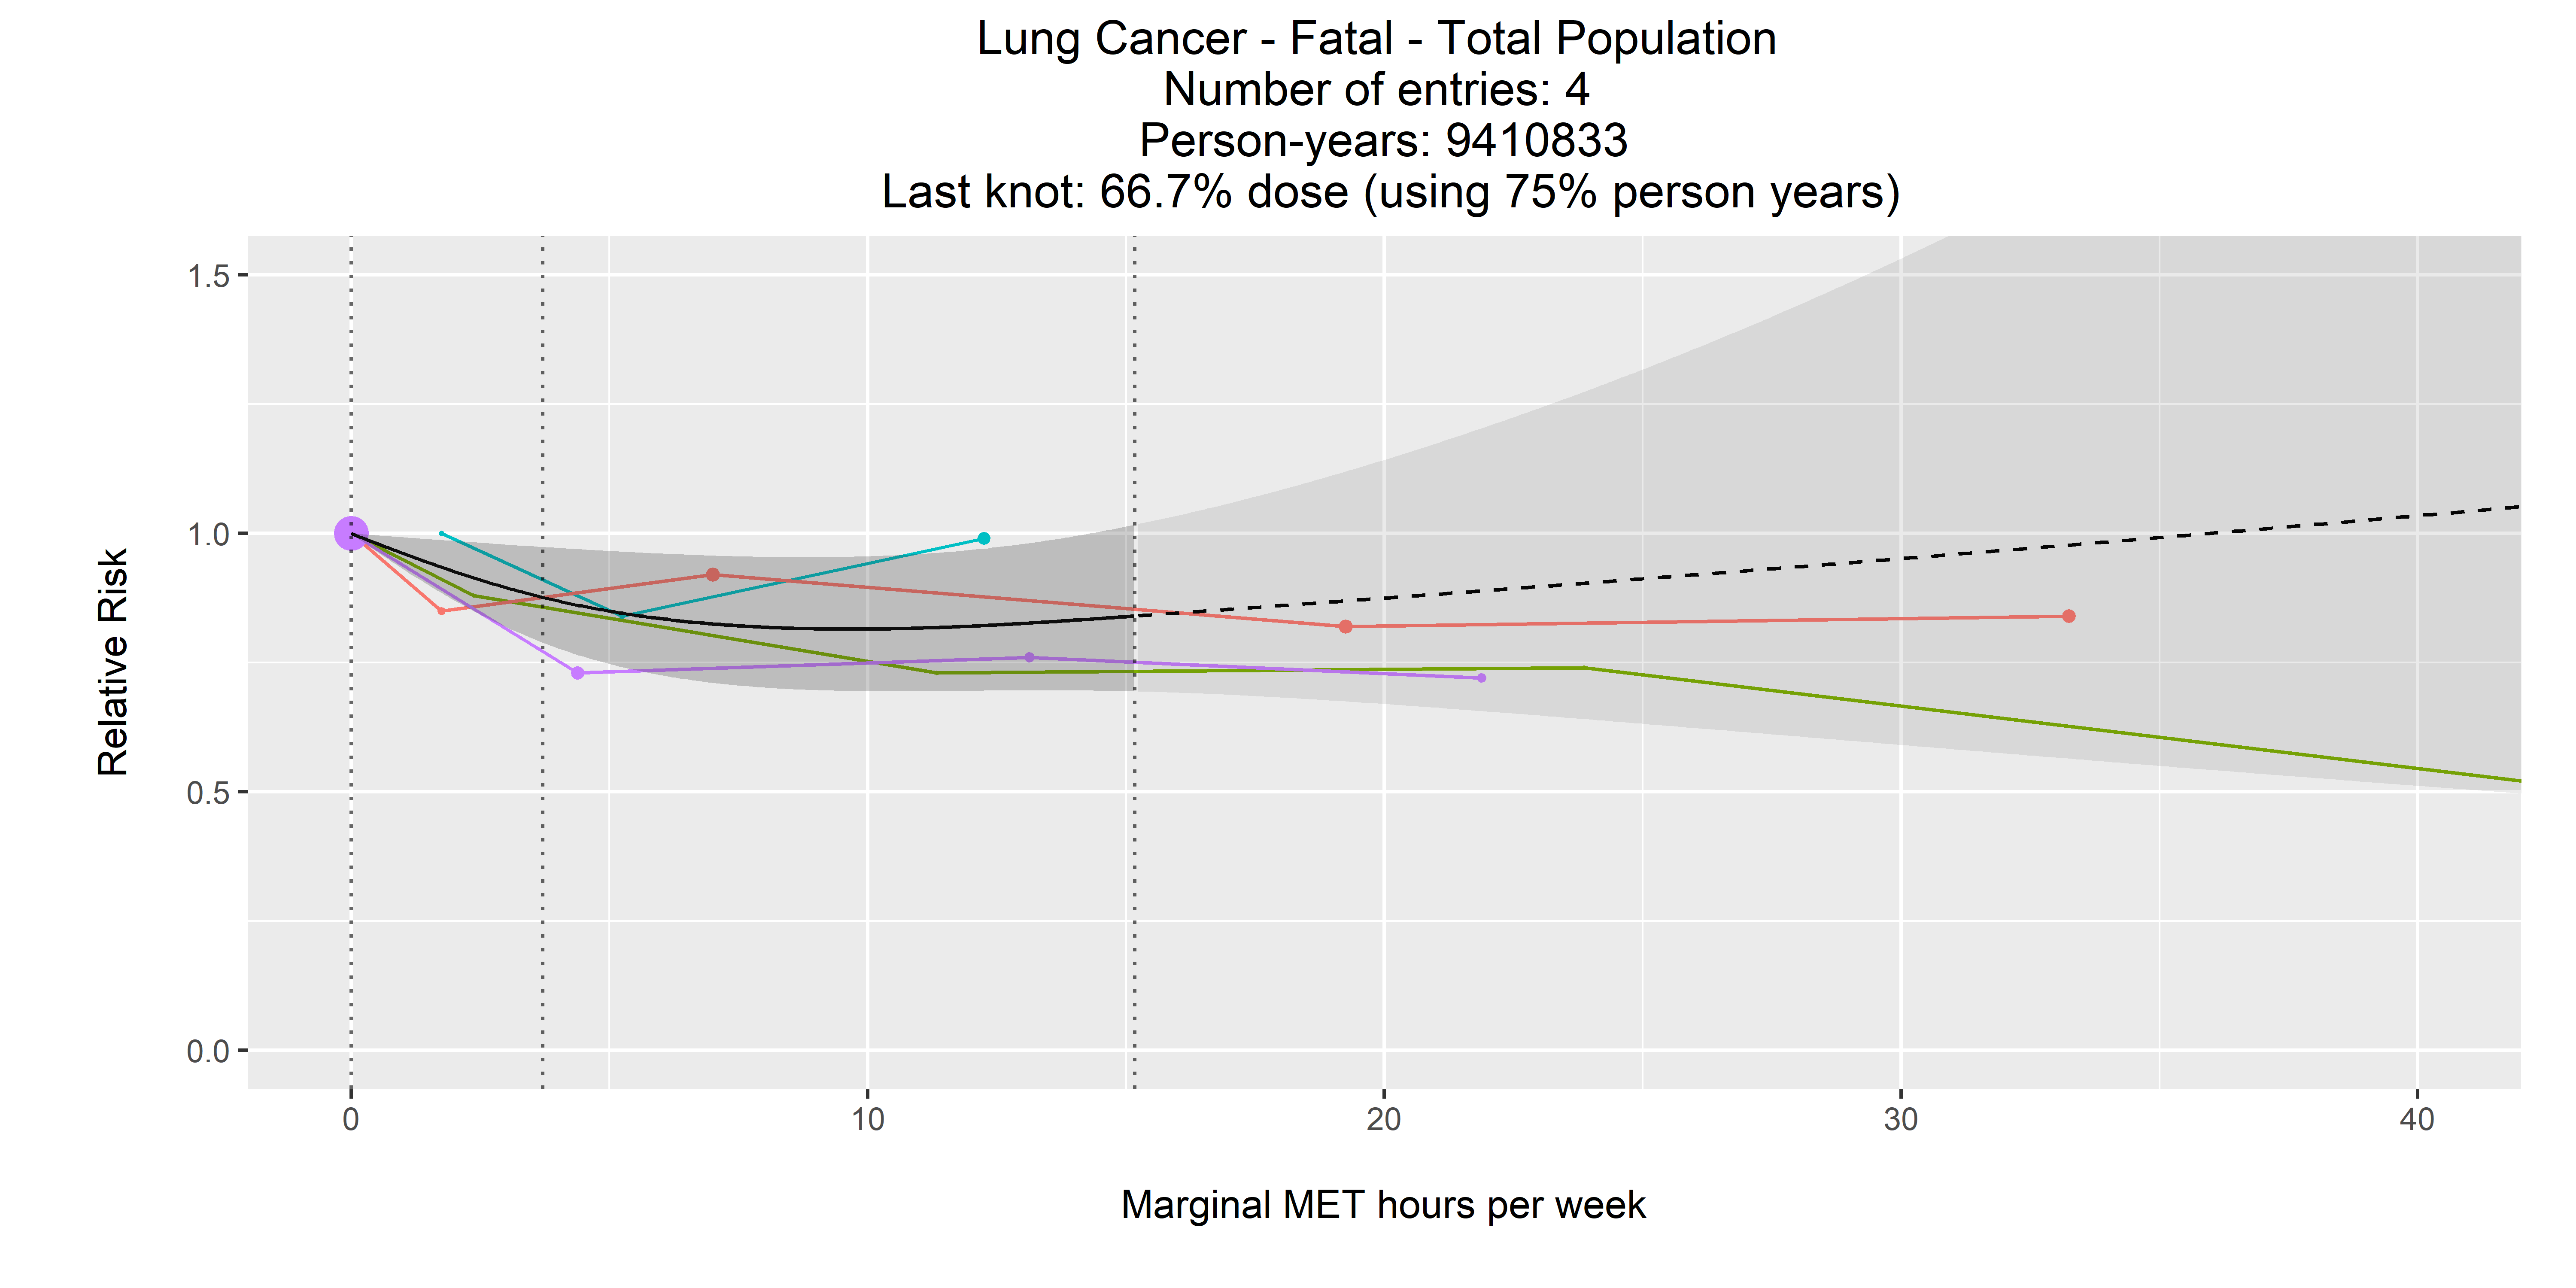 Lung Cancer - Fatal - Total Population
Number of entries: 4
Person-years: 9410833
Last knot: 66.7% dose (using 75% person years)
Relative Risk
1.5
1.0
0.5
0.0
0 10 20 30 40
Marginal MET hours per week